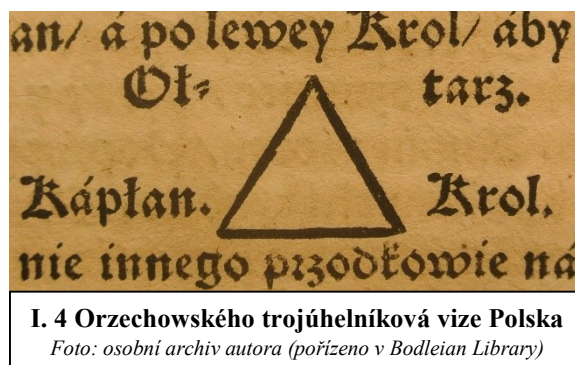 an/ á po lewey Krol/ áby
Oł⸗ tarz.
Kápłan. Krol.
nie innego przodkowie ná
I. 4 Orzechowského trojúhelníková vize Polska
Foto: osobní archiv autora (pořízeno v Bodleian Library)